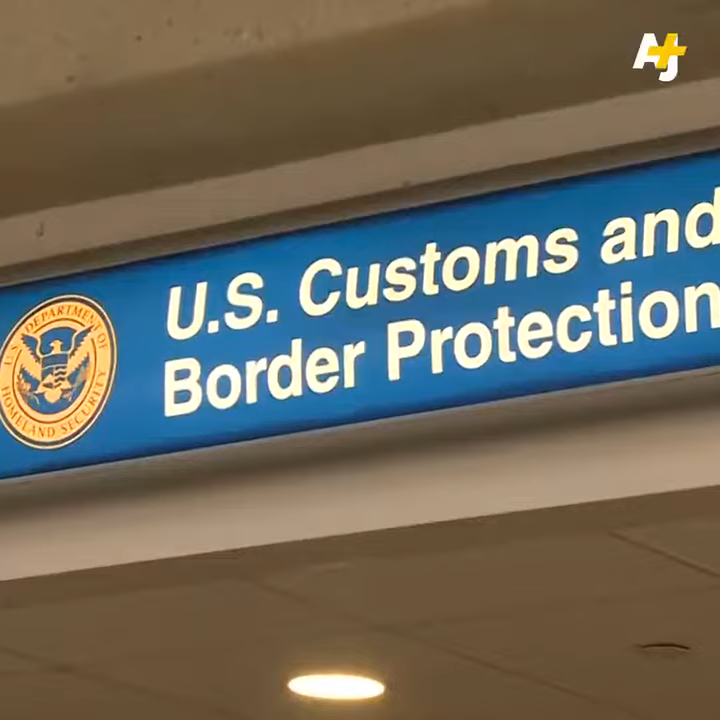 AJ+
U.S. Customs and
Border Protection
U.S. DEPARTMENT OF
HOMELAND SECURITY